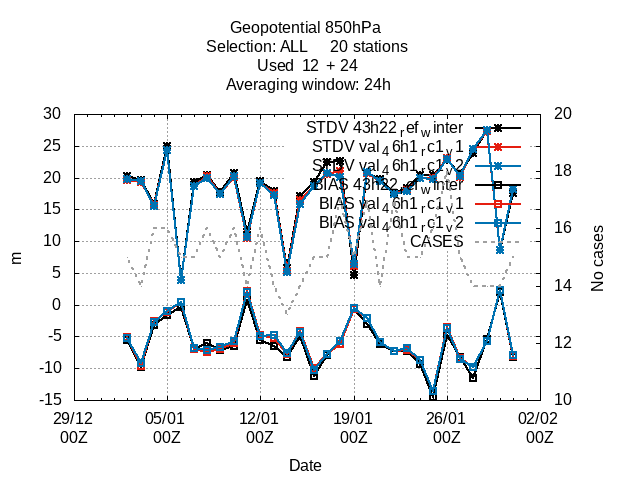 Geopotential 850hPa
Selection: ALL 20 stations
Used 12 + 24
Averaging window: 24h
STDV 43h22_ref_winter
STDV val_46h1_rc1_v1
STDV val_46h1_rc1_v2
BIAS 43h22_ref_winter
BIAS val_46h1_rc1_v1
BIAS val_46h1_rc1_v2
CASES
30
25
20
15
10
5
0
-5
-10
-15
m
20
18
16
14
12
10
No cases
29/12 05/01 12/01 19/01 26/01 02/02
00Z 00Z 00Z 00Z 00Z 00Z
Date